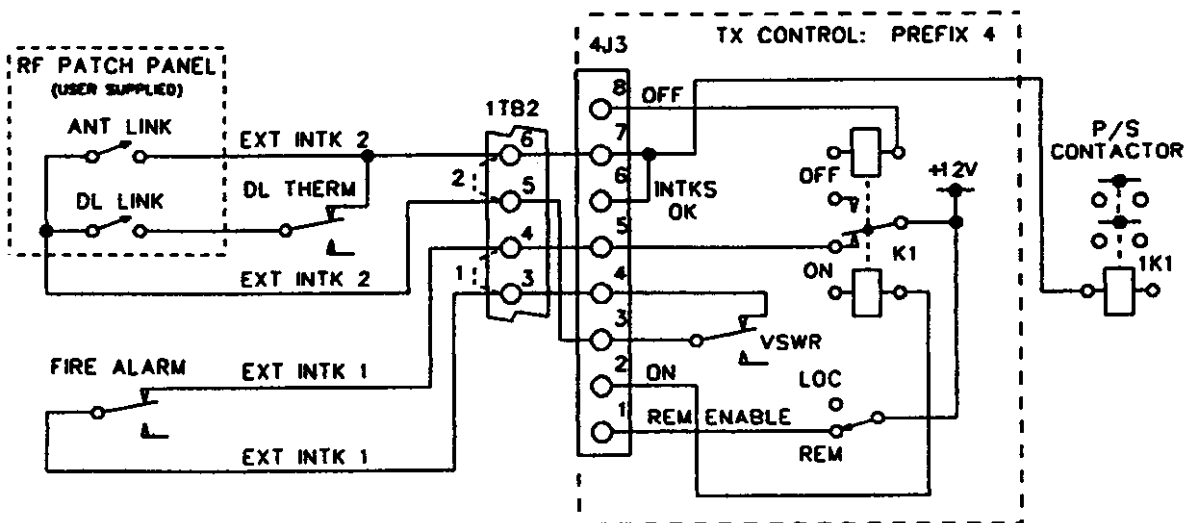 TX CONTROL: PREFIX 4
4J3
RF PATCH PANEL
(USER SUPPLIED)
ANT LINK
DL LINK
EXT INTK 2
DL THERM
EXT INTK 2
1TB2
6
5
4
3
2
1
8
7
6
5
4
3
2
1
OFF
INTKS
OK
OFF
+12V
K1
ON
VSWR
ON
LOC
REM ENABLE
REM
P/S
CONTACTOR
1K1
FIRE ALARM
EXT INTK 1
EXT INTK 1